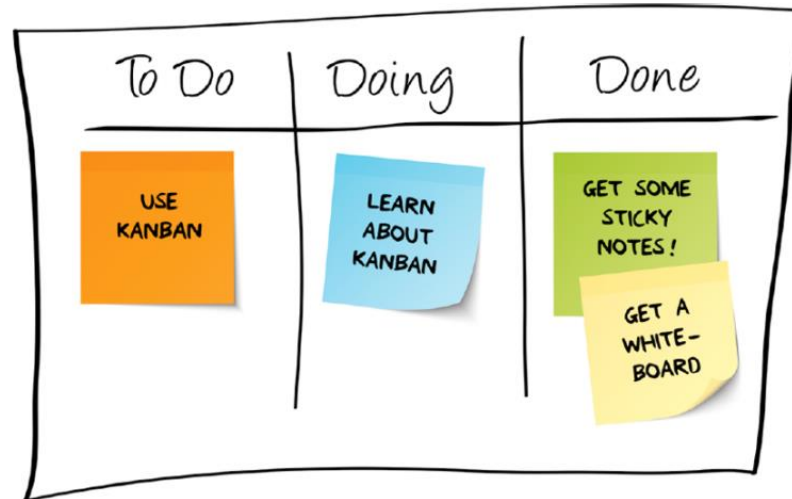 To Do
Doing
Done
USE
KANBAN
LEARN
ABOUT
KANBAN
GET SOME
STICKY
NOTES!
GET A
WHITE-
BOARD